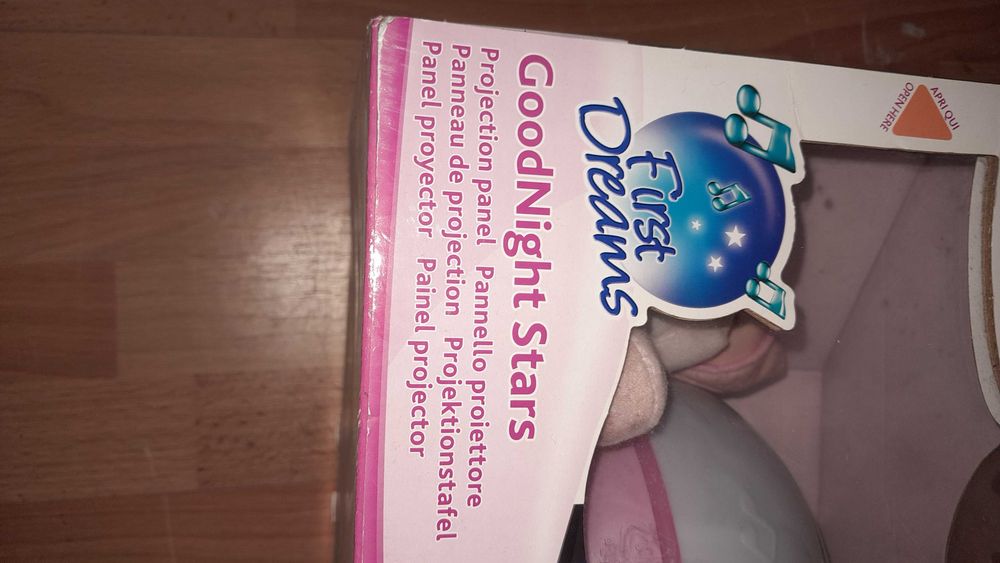 APRI QUI
OPEN HERE
First
Dreams
GoodNight Stars
Projection panel Pannello proiettore
Panneau de projection Projektionstafel
Panel proyector Painel projector